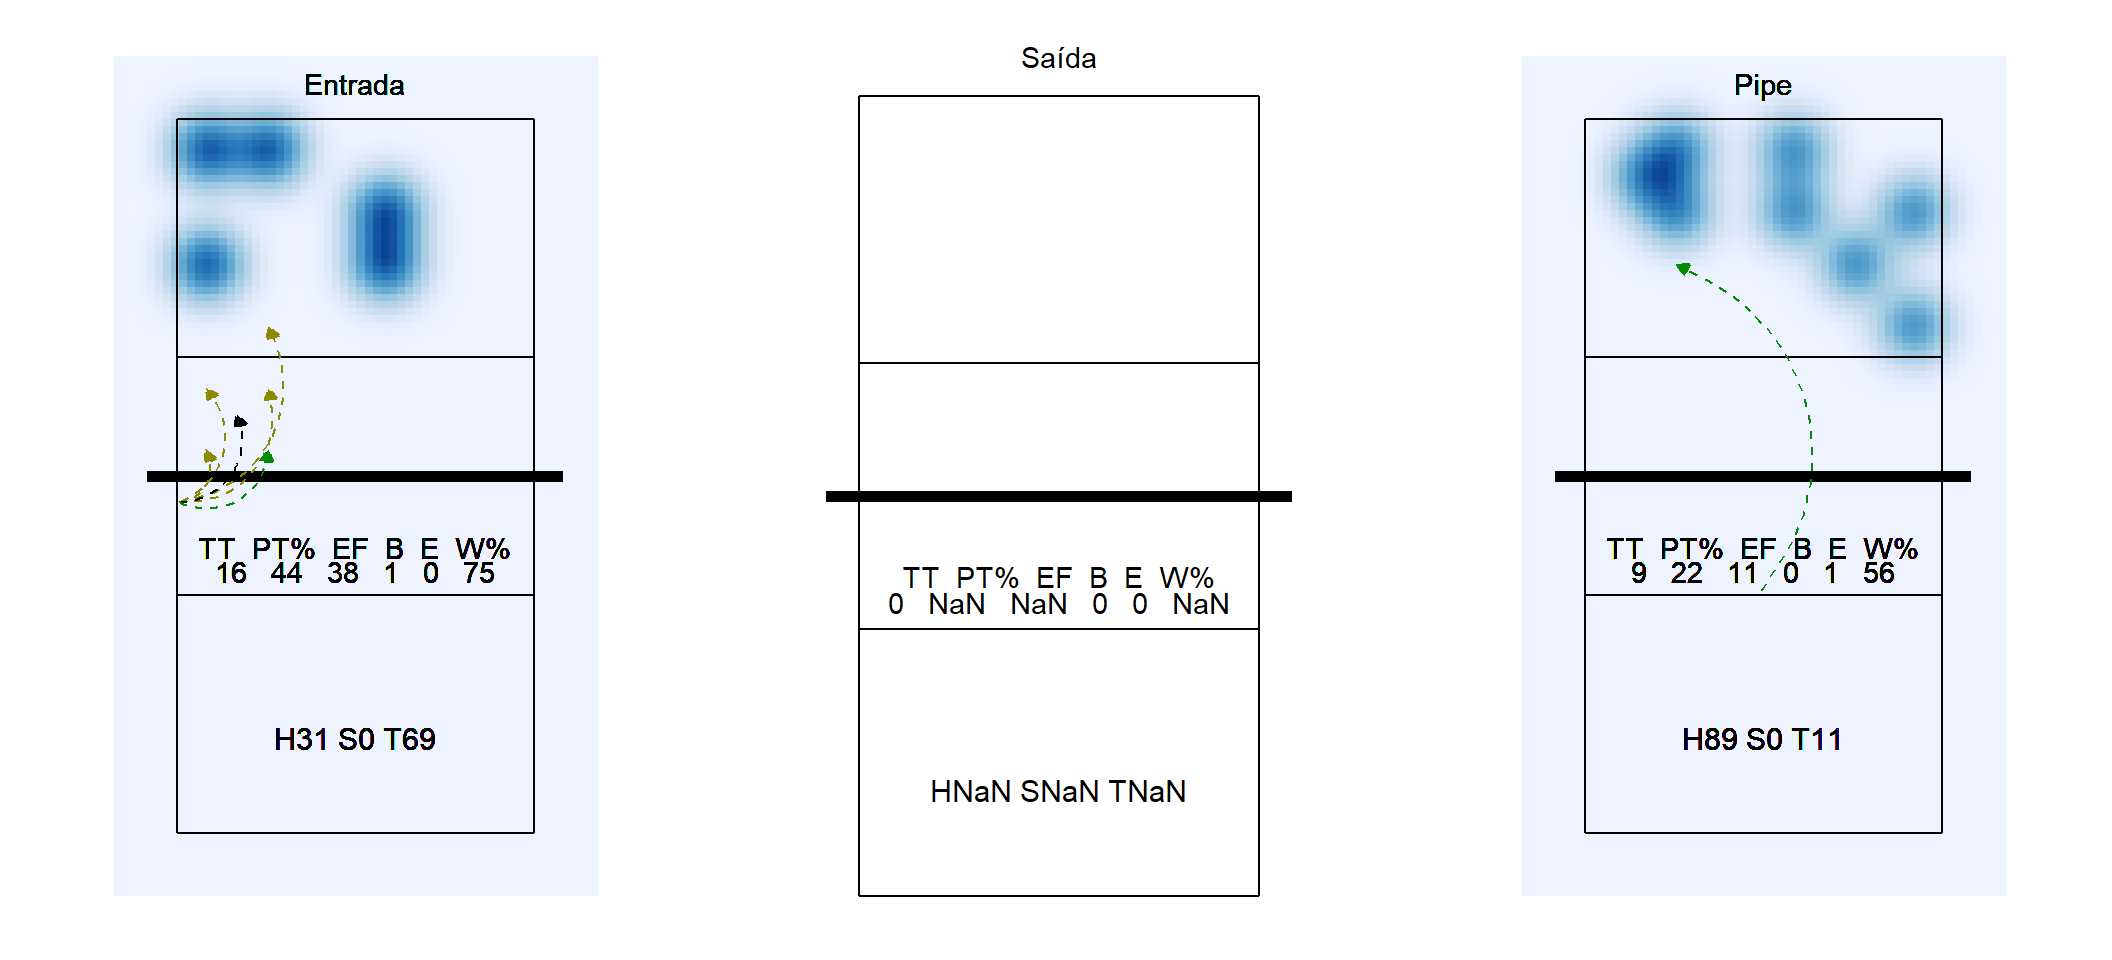 Entrada
TT PT% EF B E W%
16 44 38 1 0 75
H31 S0 T69
Saída
TT PT% EF B E W%
0 NaN NaN 0 0 NaN
HNaN SNaN TNaN
Pipe
TT PT% EF B E W%
9 22 11 0 1 56
H89 S0 T11